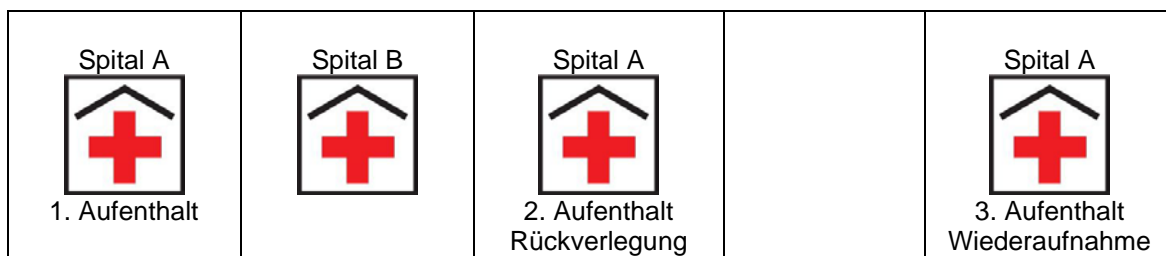 Spital A
1. Aufenthalt
Spital B
Spital A
2. Aufenthalt
Rückverlegung
Spital A
3. Aufenthalt
Wiederaufnahme